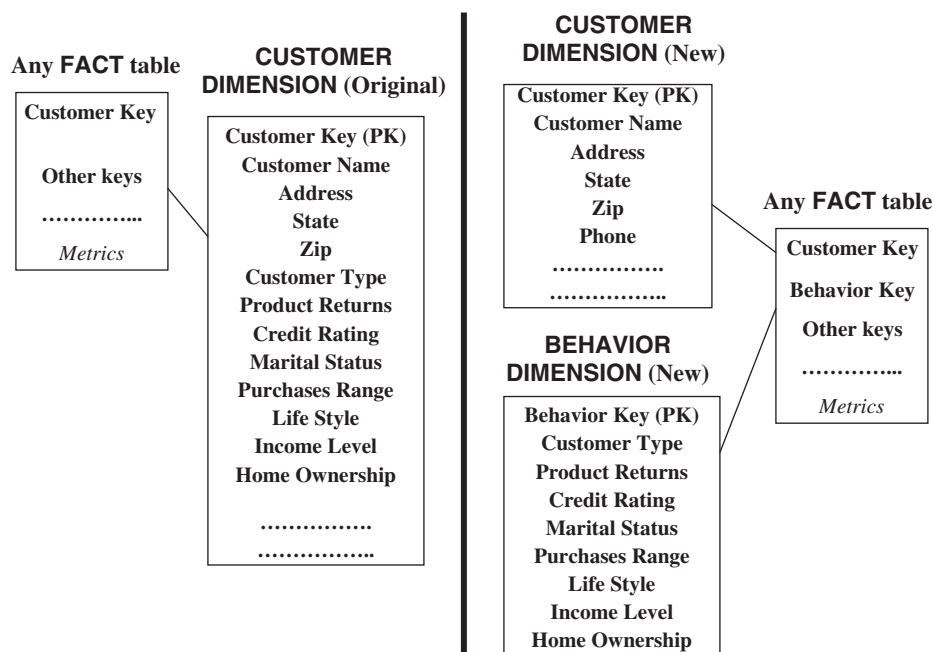 Any FACT table
Customer Key
Other keys
…………...
Metrics
CUSTOMER
DIMENSION (Original)
Customer Key (PK)
Customer Name
Address
State
Zip
Customer Type
Product Returns
Credit Rating
Marital Status
Purchases Range
Life Style
Income Level
Home Ownership
…………….
……………..
CUSTOMER
DIMENSION (New)
Customer Key (PK)
Customer Name
Address
State
Zip
Phone
…………….
……………..
BEHAVIOR
DIMENSION (New)
Behavior Key (PK)
Customer Type
Product Returns
Credit Rating
Marital Status
Purchases Range
Life Style
Income Level
Home Ownership
Any FACT table
Customer Key
Behavior Key
Other keys
…………...
Metrics